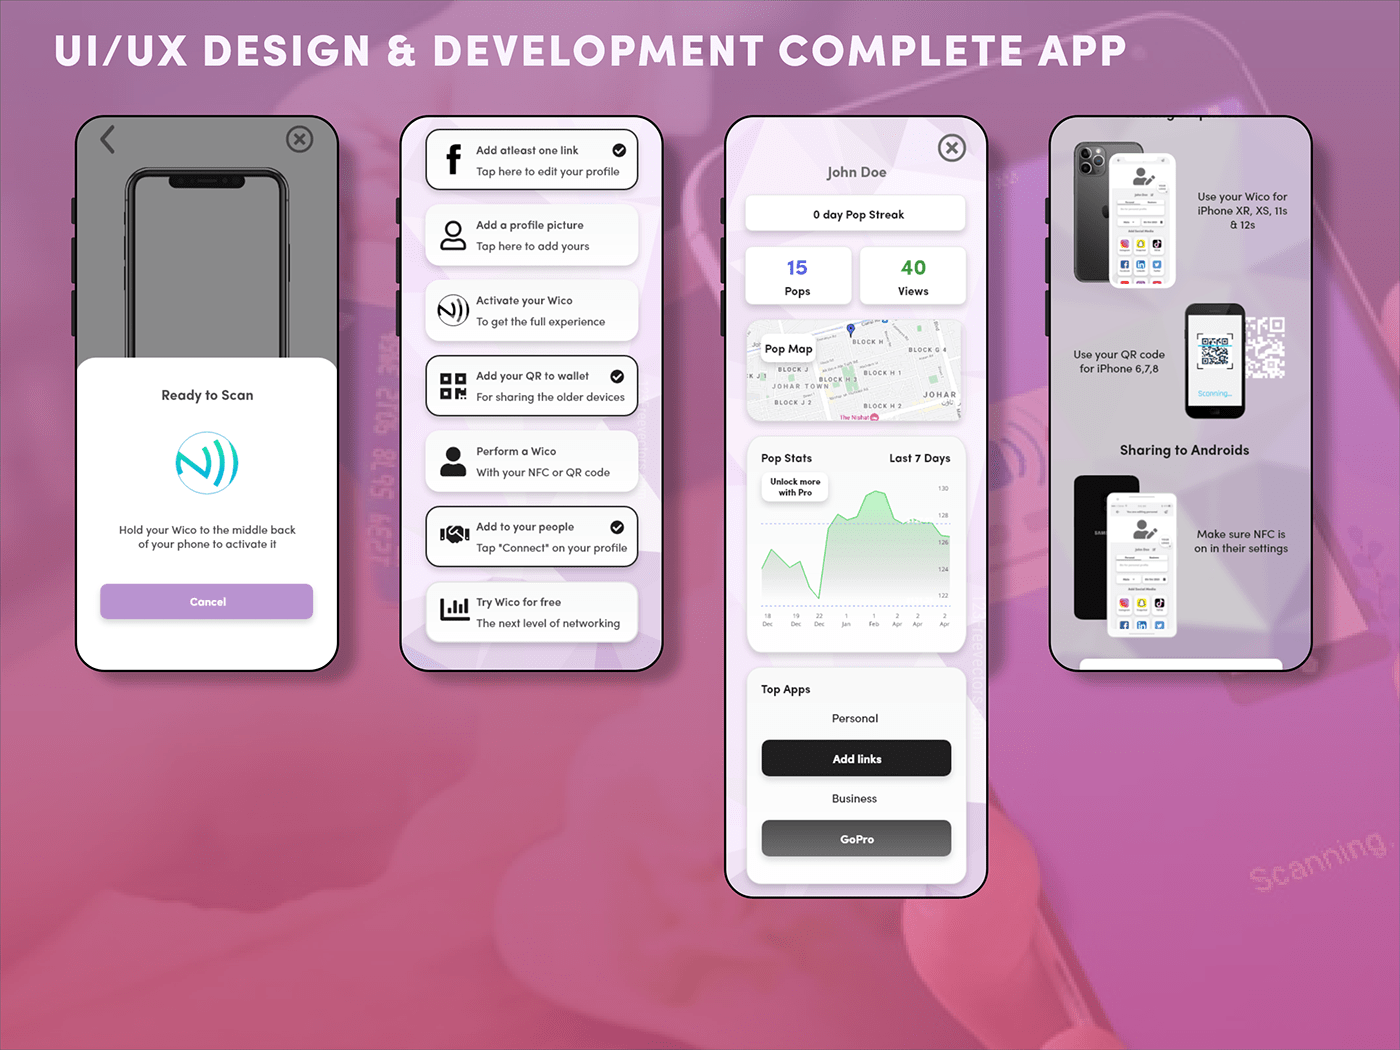 UI/UX DESIGN & DEVELOPMENT COMPLETE APP
Ready to Scan
Hold your Wico to the middle back
of your phone to activate it
Cancel
Add atleast one link
Tap here to edit your profile
Add a profile picture
Tap here to add yours
Activate your Wico
To get the full experience
Add your QR to wallet
For sharing the older devices
Perform a Wico
With your NFC or QR code
Add to your people
Tap "Connect" on your profile
Try Wico for free
The next level of networking
John Doe
0 day Pop Streak
15
Pops
40
Views
Pop Map
BLOCK H
BLOCK G 4
BLOCK J
BLOCK H 1
BLOCK H 3
JOHAR TOWN
BLOCK J 2
BLOCK H 2
JOHAR
The Nishat
Pop Stats
Last 7 Days
Unlock more
with Pro
130
128
126
124
122
18 Dec
19 Dec
22 Dec
1 Jan
1 Feb
2 Apr
2 Apr
2 Apr
Top Apps
Personal
Add links
Business
GoPro
Use your Wico for
iPhone XR, XS, 11s
& 12s
Use your QR code
for iPhone 6,7,8
Scanning...
Sharing to Androids
Make sure NFC is
on in their settings
Scanning.